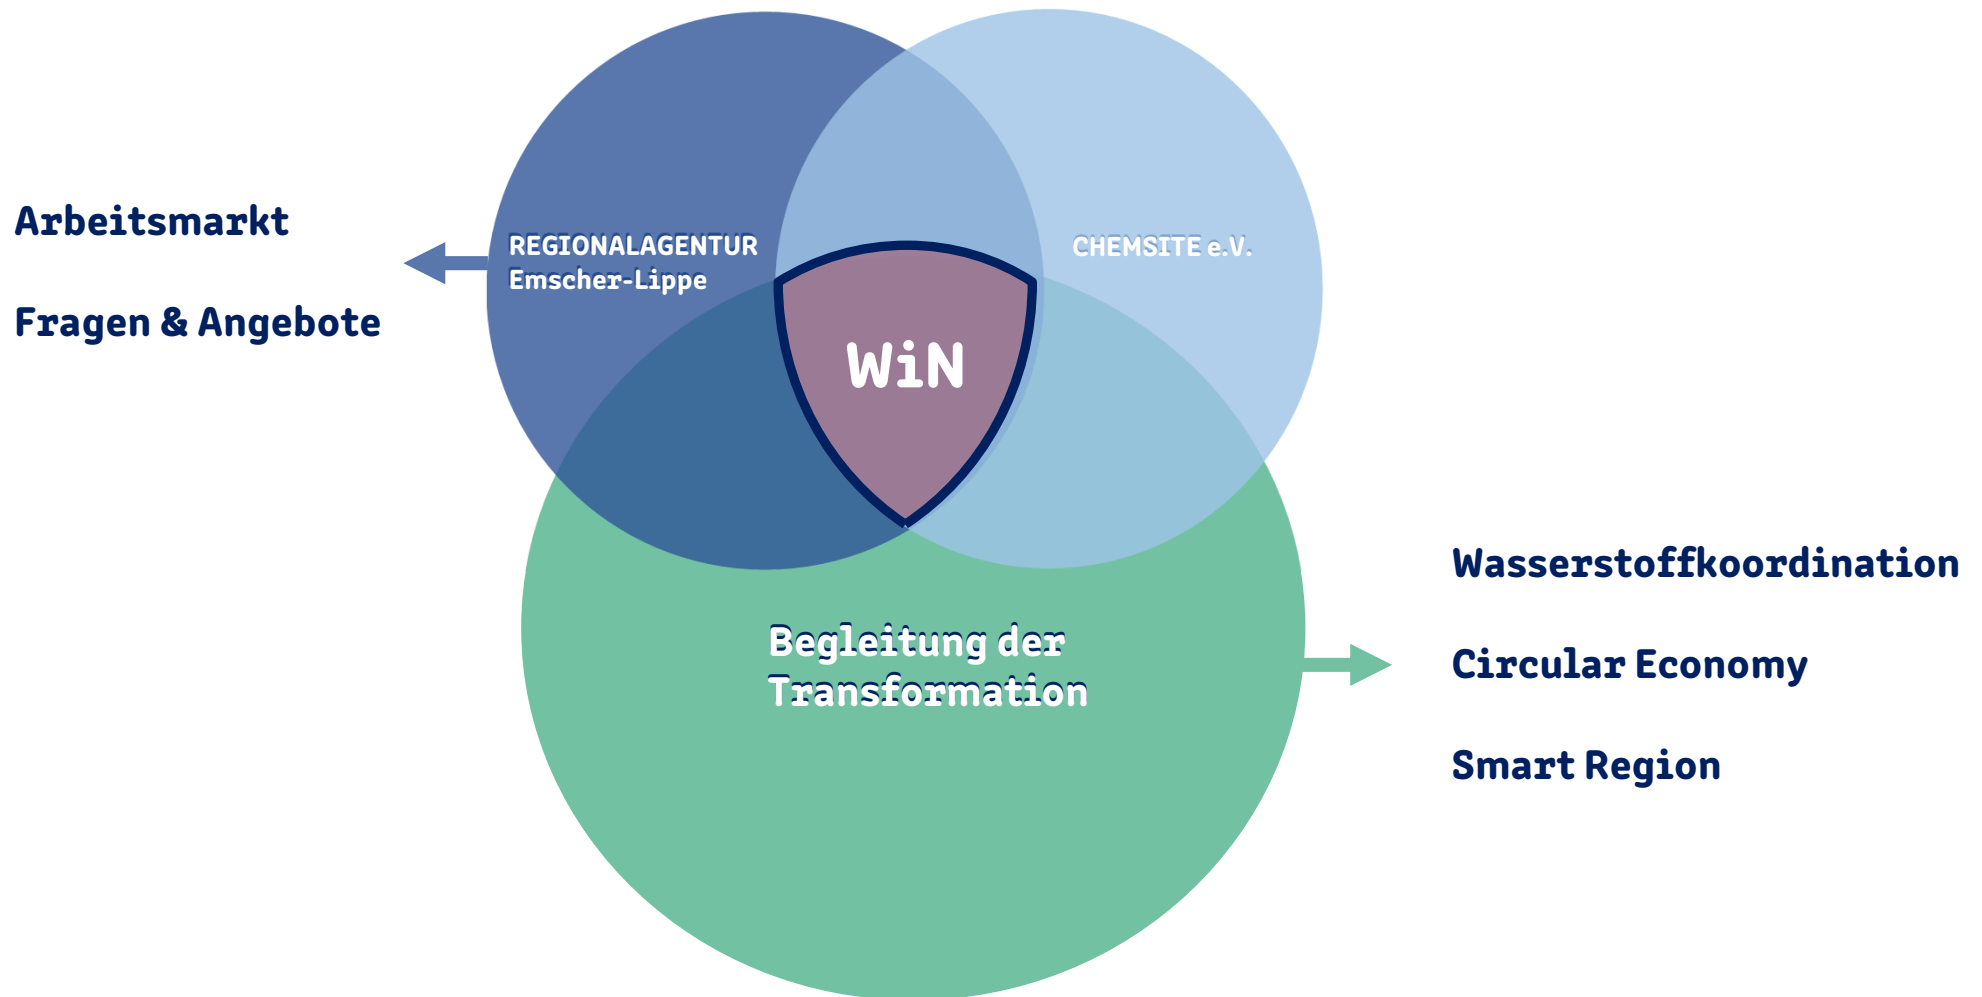 Arbeitsmarkt
Fragen & Angebote
REGIONALAGENTUR
Emscher-Lippe
CHEMSITE e.V.
WiN
Begleitung der
Transformation
Wasserstoffkoordination
Circular Economy
Smart Region